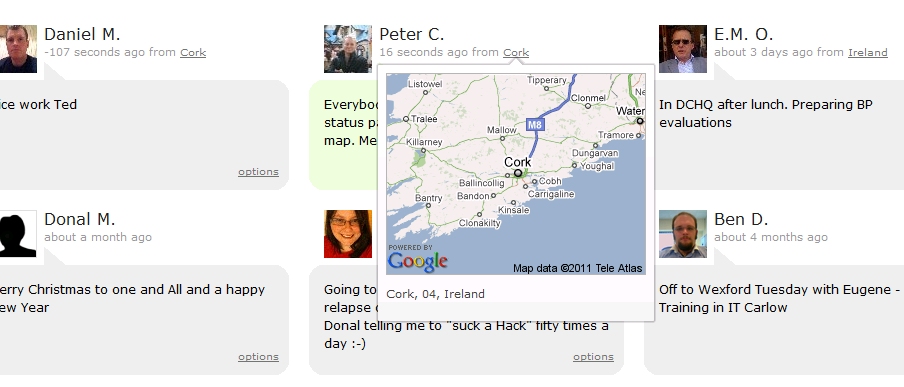 Daniel M.
-107 seconds ago from Cork
ice work Ted
options
Peter C.
16 seconds ago from Cork
Everyboc
status pa
map. Me
Listowel
Tipperary
Clonmel
Tralee
M8
Water
Mallow
Tramore
Killarney
Dungarvan
Cork
Youghal
Ballincollig
Cobh
Bantry
Bandon
Carrigaline
Kinsale
Clonakilty
POWERED BY
Google
Map data ©2011 Tele Atlas
Cork, 04, Ireland
E.M. O.
about 3 days ago from Ireland
In DCHQ after lunch. Preparing BP
evaluations
Donal M.
about a month ago
erry Christmas to one and All and a happy
ew Year
options
Going to
relapse
Donal telling me to "suck a Hack" fifty times a
day :-)
options
Ben D.
about 4 months ago
Off to Wexford Tuesday with Eugene -
Training in IT Carlow